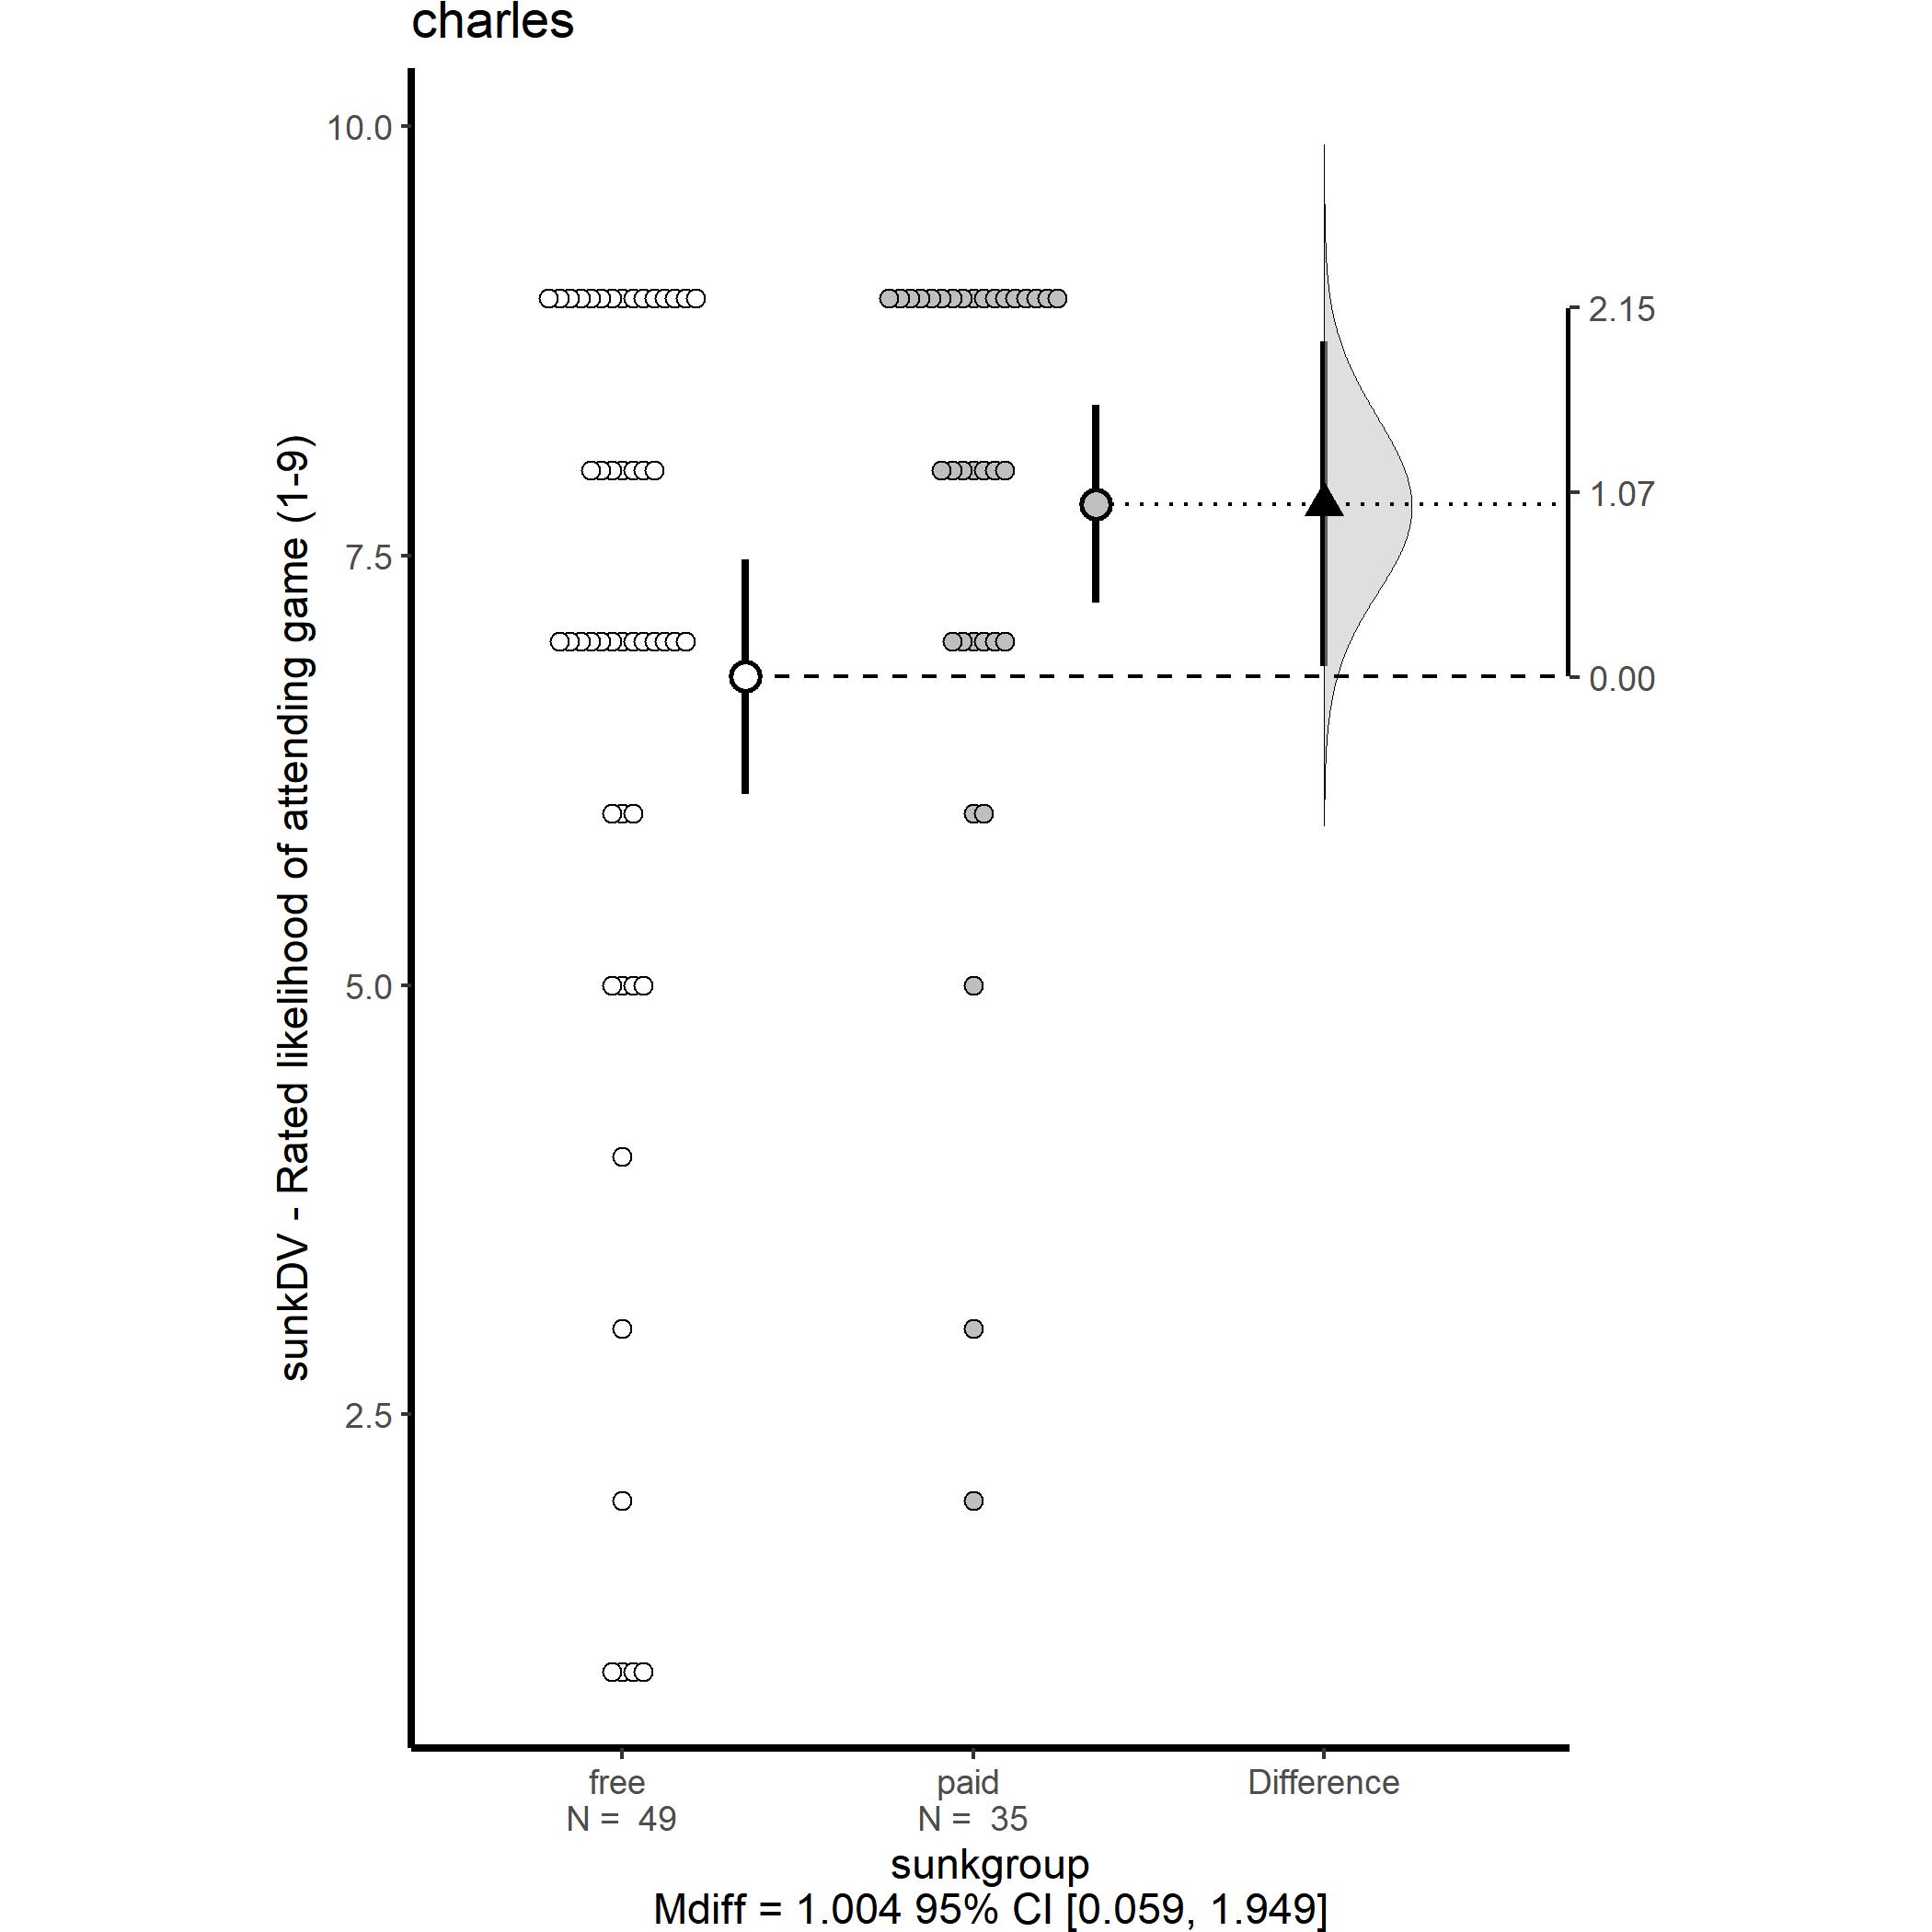 charles
sunkDV - Rated likelihood of attending game (1-9)
10.0
7.5
5.0
2.5
2.15
1.07
0.00
free
N =  49
paid
N =  35
Difference
sunkgroup
Mdiff = 1.004 95% CI [0.059, 1.949]